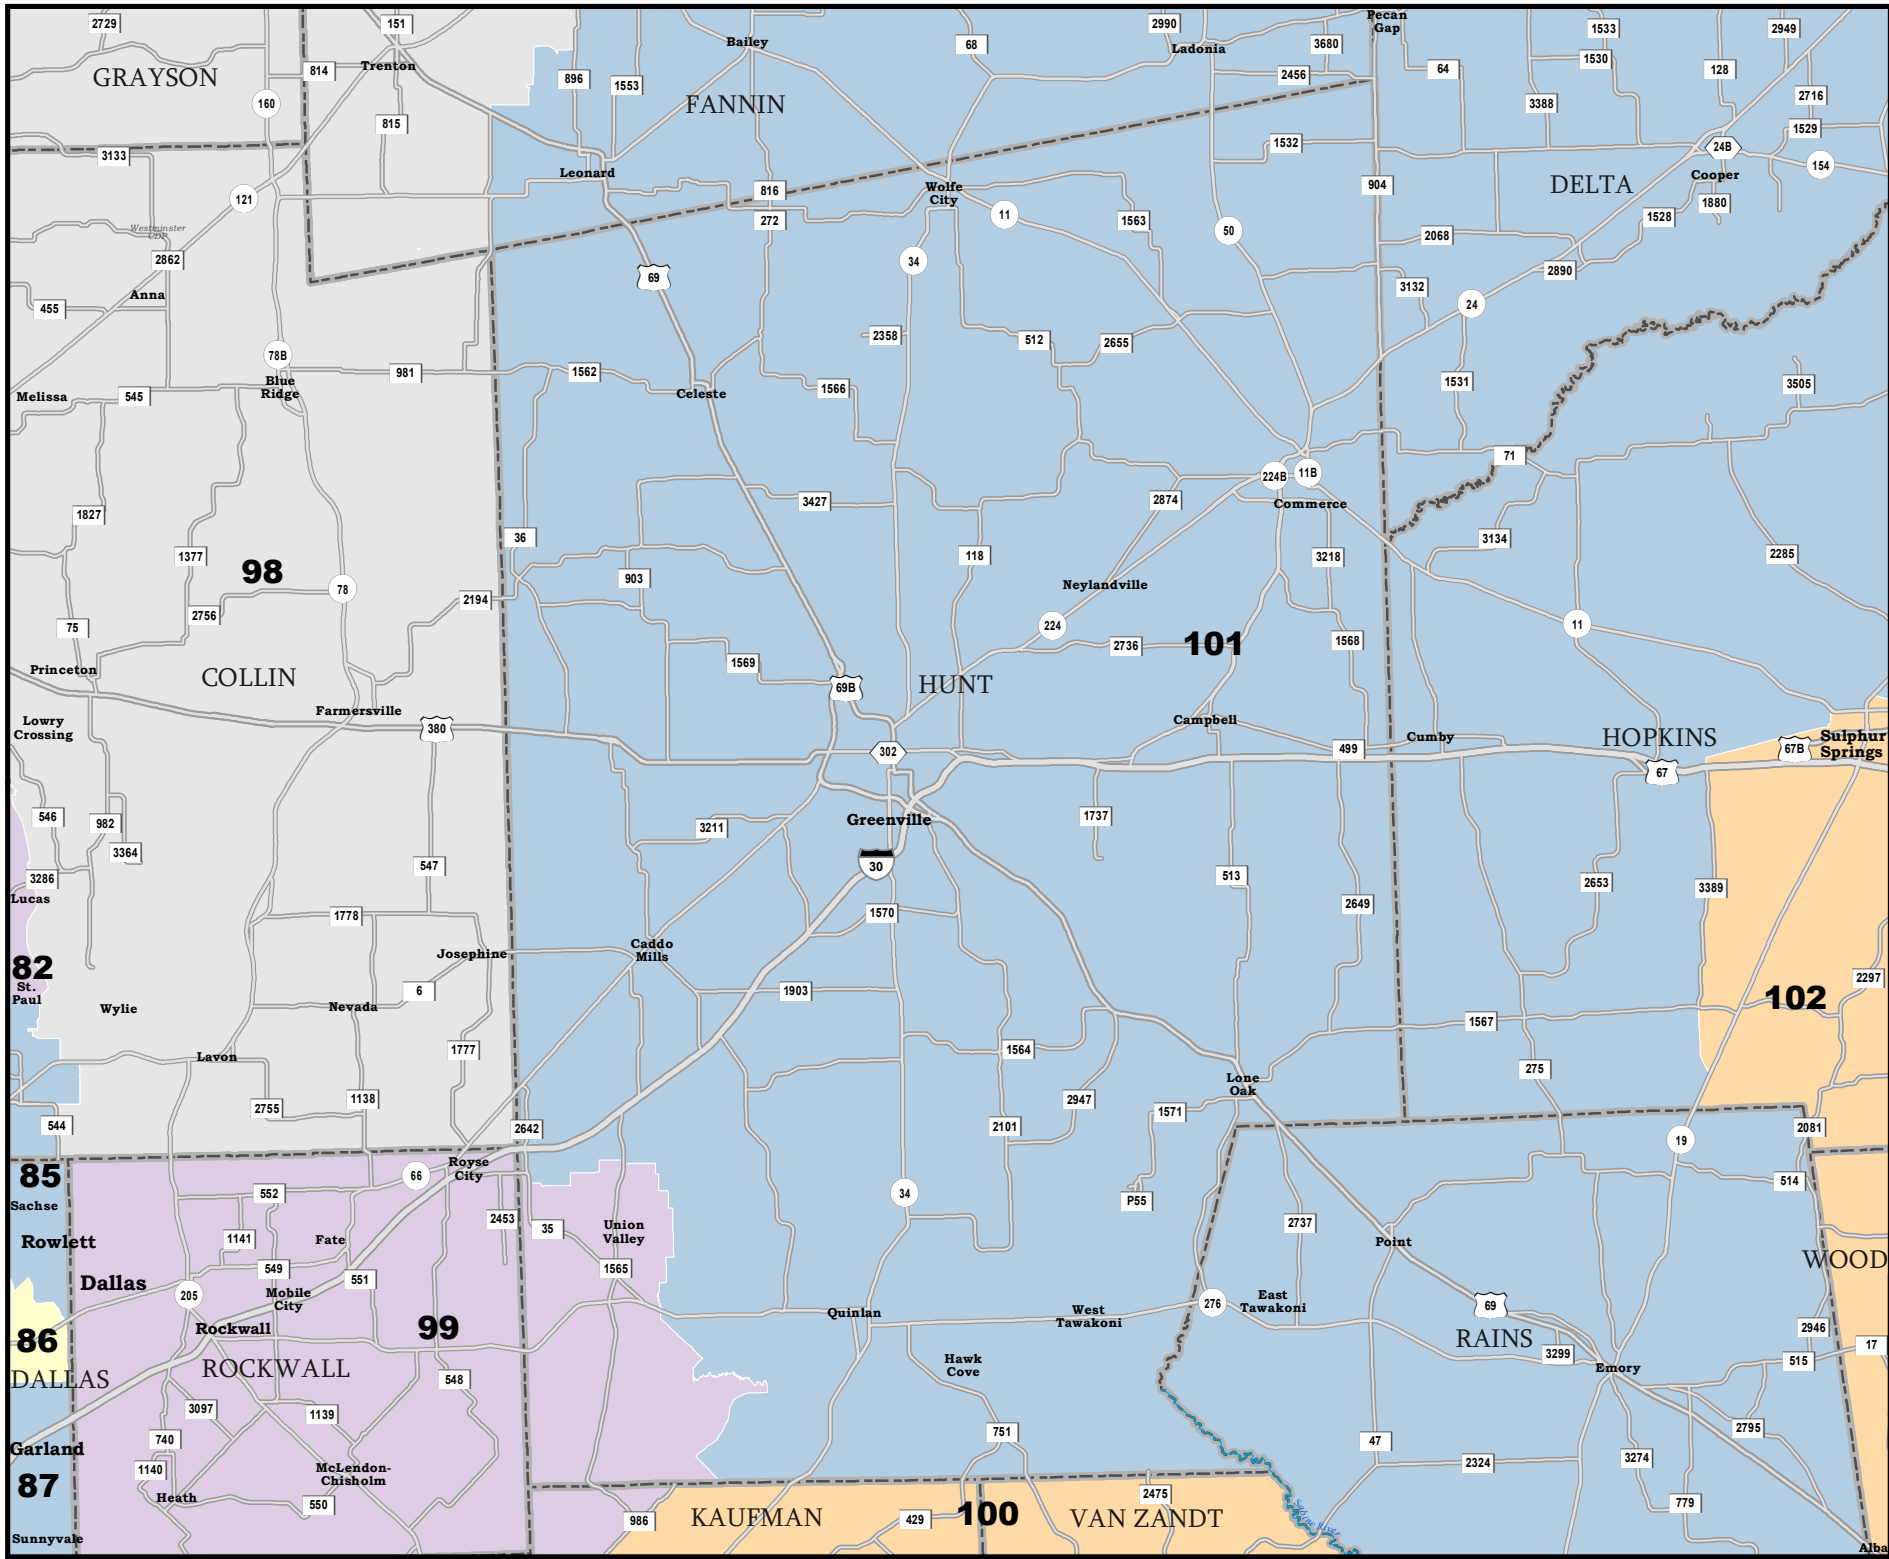 2729
151
2990
Pecan
Gap
1533
2949
Bailey
68
Ladonia
3680
1530
GRAYSON
814
Trenton
896
1553
2456
64
128
160
FANNIN
3388
2716
815
1529
3133
1532
24B
154
Leonard
Cooper
121
816
Wolfe
City
904
DELTA
272
11
1563
50
1528
1880
Westminster
CDP
2862
34
2068
69
2890
Anna
3132
455
24
2358
512
2655
78B
981
1562
1531
3505
Blue
Ridge
Melissa
545
Celeste
1566
71
224B
11B
1827
3427
2874
Commerce
36
3134
1377
118
3218
2285
98
903
Neylandville
78
2194
2756
75
224
11
101
2736
1568
Princeton
1569
COLLIN
69B
HUNT
Farmersville
Lowry
Crossing
380
Campbell
302
499
Cumby
HOPKINS
67B
Sulphur
Springs
67
546
982
3211
Greenville
1737
3364
547
30
3286
513
2653
3389
Lucas
1778
1570
2649
Josephine
Caddo
Mills
82
St.
Paul
6
1903
2297
102
Wylie
Nevada
1567
1777
1564
Lavon
275
Lone
Oak
2755
1138
2947
1571
544
2642
2101
2081
19
85
Royse
City
66
514
Sachse
552
34
P55
2453
35
Union
Valley
2737
Rowlett
1141
Fate
Point
549
1565
WOOD
Dallas
551
205
Mobile
City
276
East
Tawakoni
69
Quinlan
West
Tawakoni
86
Rockwall
99
2946
RAINS
17
DALLAS
ROCKWALL
Hawk
Cove
3299
515
Emory
548
3097
1139
740
751
47
2795
Garland
1140
McLendon-
Chisholm
2324
3274
87
Heath
550
2475
779
986
KAUFMAN
429
100
VAN ZANDT
Sabine River
Sunnyvale
Alba